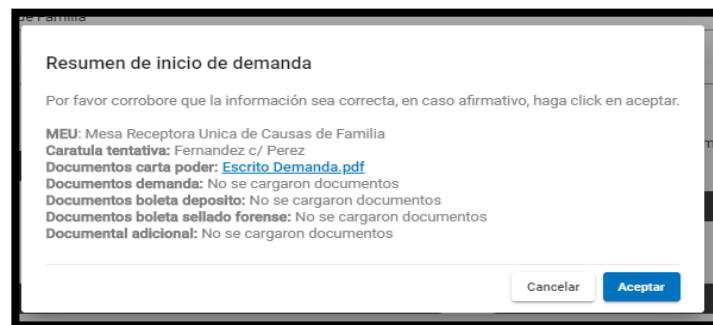 de Familia
Resumen de inicio de demanda
Por favor corrobore que la información sea correcta, en caso afirmativo, haga click en aceptar.
MEU: Mesa Receptora Unica de Causas de Familia
Caratula tentativa: Fernandez c/ Perez
Documentos carta poder: Escrito Demanda.pdf
Documentos demanda: No se cargaron documentos
Documentos boleta deposito: No se cargaron documentos
Documentos boleta sellado forense: No se cargaron documentos
Documental adicional: No se cargaron documentos
Cancelar Aceptar